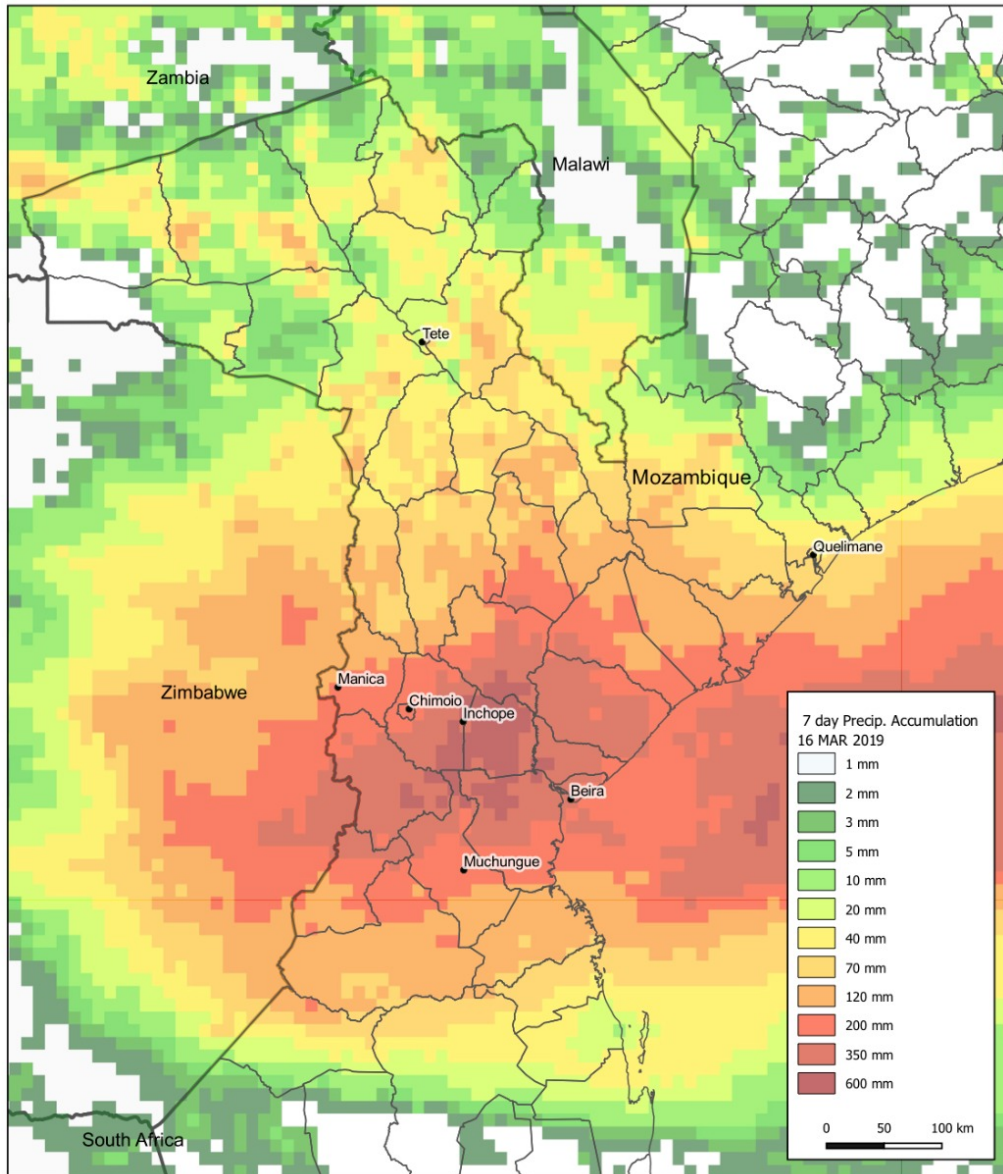 Zambia
Malawi
Tete
Mozambique
Quelimane
Manica
Zimbabwe
Chimoio
Inchope
Beira
Muchungue
South Africa
7 day Precip. Accumulation
16 MAR 2019
1 mm
2 mm
3 mm
5 mm
10 mm
20 mm
40 mm
70 mm
120 mm
200 mm
350 mm
600 mm
0 50 100 km